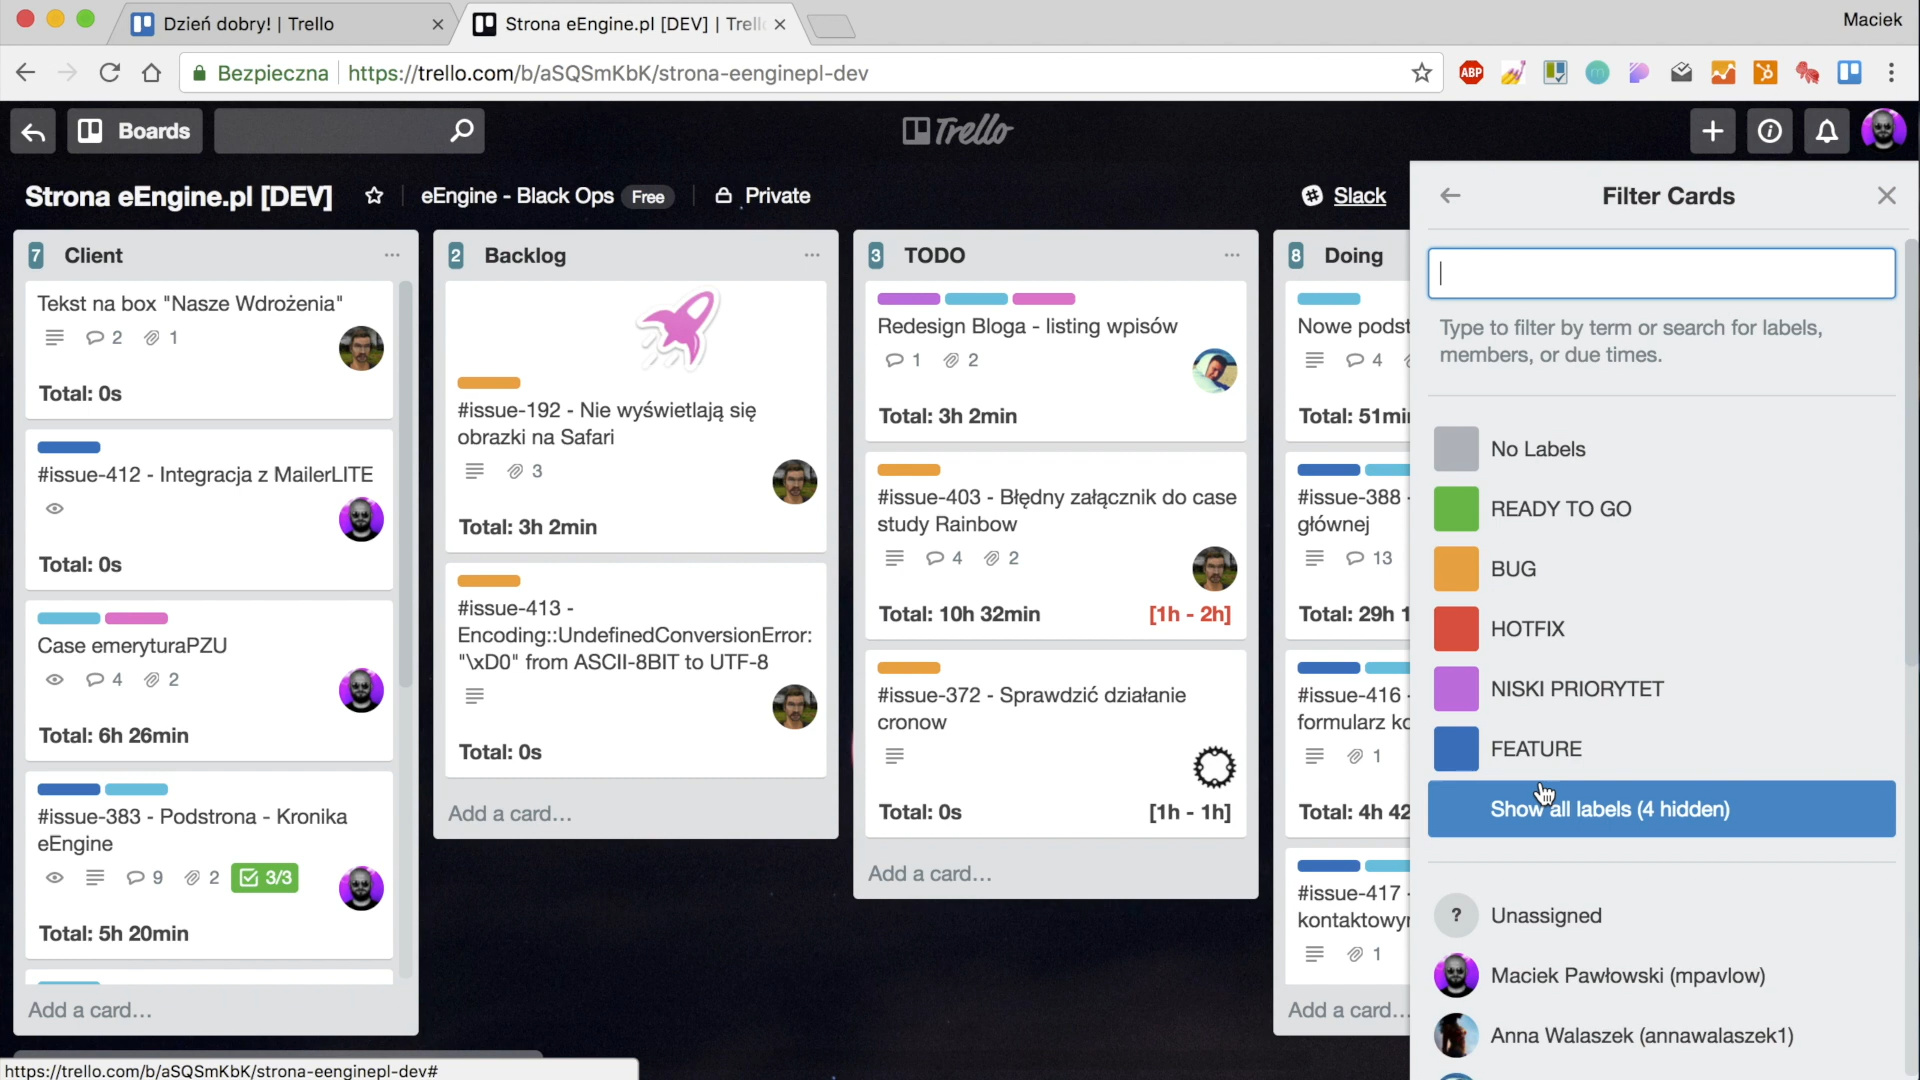 Dzień dobry! | Trello
Strona eEngine.pl [DEV] | Trell
Maciek
Bezpieczna
https://trello.com/b/aSQSmKbK/strona-eenginepl-dev
ABP
m
Boards
Trello
Strona eEngine.pl [DEV]
eEngine - Black Ops
Free
Private
Slack
7 Client
Tekst na box "Nasze Wdrożenia"
2 1
Total: 0s
#issue-412 - Integracja z MailerLITE
Total: 0s
Case emeryturaPZU
4 2
Total: 6h 26min
#issue-383 - Podstrona - Kronika
eEngine
9 2 3/3
Total: 5h 20min
Add a card...
2 Backlog
#issue-192 - Nie wyświetlają się
obrazki na Safari
3
Total: 3h 2min
#issue-413 -
Encoding::UndefinedConversionError:
"\xD0" from ASCII-8BIT to UTF-8
Total: 0s
Add a card...
3 TODO
Redesign Bloga - listing wpisów
1 2
Total: 3h 2min
#issue-403 - Błędny załącznik do case
study Rainbow
4 2
Total: 10h 32min [1h - 2h]
#issue-372 - Sprawdzić działanie
cronow
Total: 0s [1h - 1h]
Add a card...
8 Doing
Nowe podst
4
Total: 51mi
#issue-388 -
głównej
13
Total: 29h 1
#issue-416 -
formularz ko
1
Total: 4h 42
#issue-417 -
kontaktowy
1
Add a card...
Filter Cards
Type to filter by term or search for labels,
members, or due times.
No Labels
READY TO GO
BUG
HOTFIX
NISKI PRIORYTET
FEATURE
Show all labels (4 hidden)
? Unassigned
Maciek Pawłowski (mpavlow)
Anna Walaszek (annawalaszek1)
https://trello.com/b/aSQSmKbK/strona-eenginepl-dev#